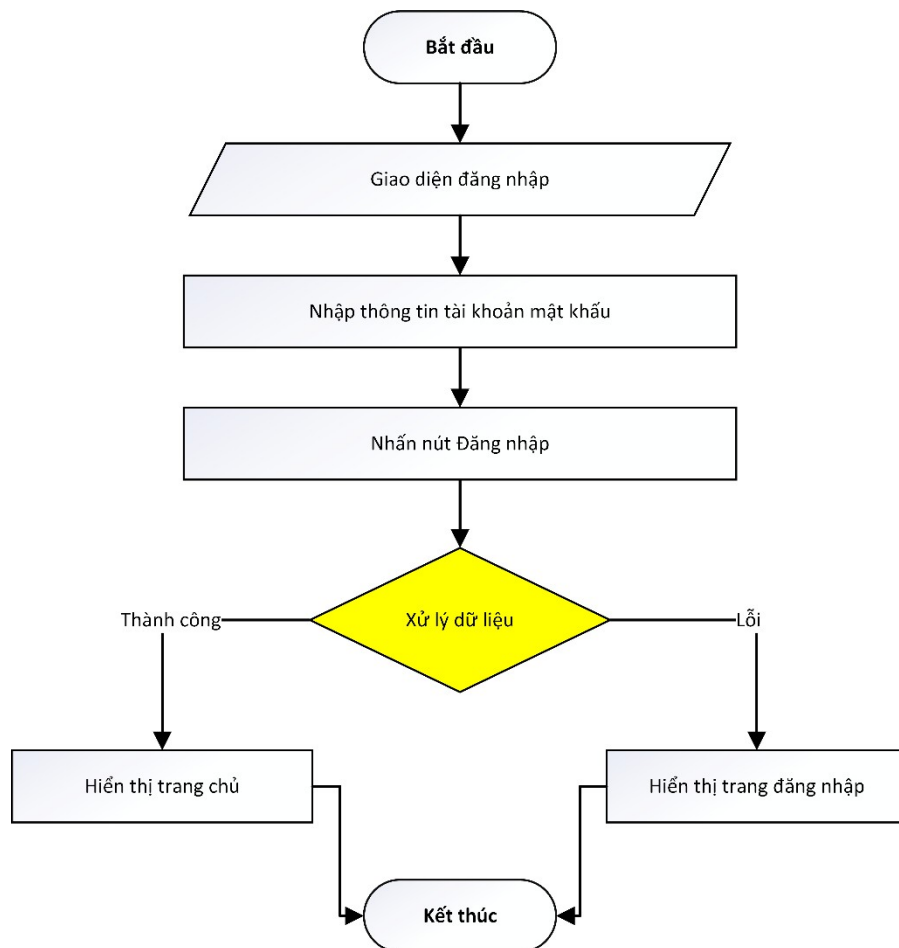 Bắt đầu
Giao diện đăng nhập
Nhập thông tin tài khoản mật khấu
Nhấn nút Đăng nhập
Xử lý dữ liệu
Thành công
Lỗi
Hiển thị trang chủ
Hiển thị trang đăng nhập
Kết thúc